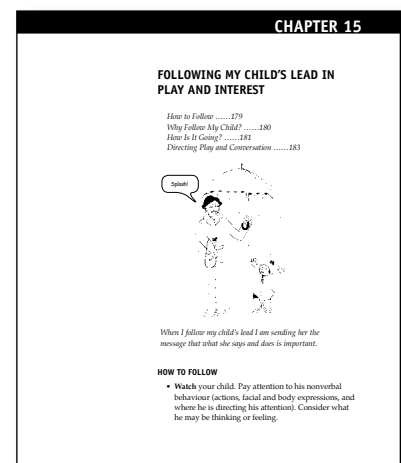 CHAPTER 15
FOLLOWING MY CHILD'S LEAD IN
PLAY AND INTEREST
How to Follow ......179
Why Follow My Child? ......180
How Is It Going? ......181
Directing Play and Conversation ......183
Splash!
When I follow my child's lead I am sending her the
message that what she says and does is important.
HOW TO FOLLOW
• Watch your child. Pay attention to his nonverbal
behaviour (actions, facial and body expressions, and
where he is directing his attention). Consider what
he may be thinking or feeling.